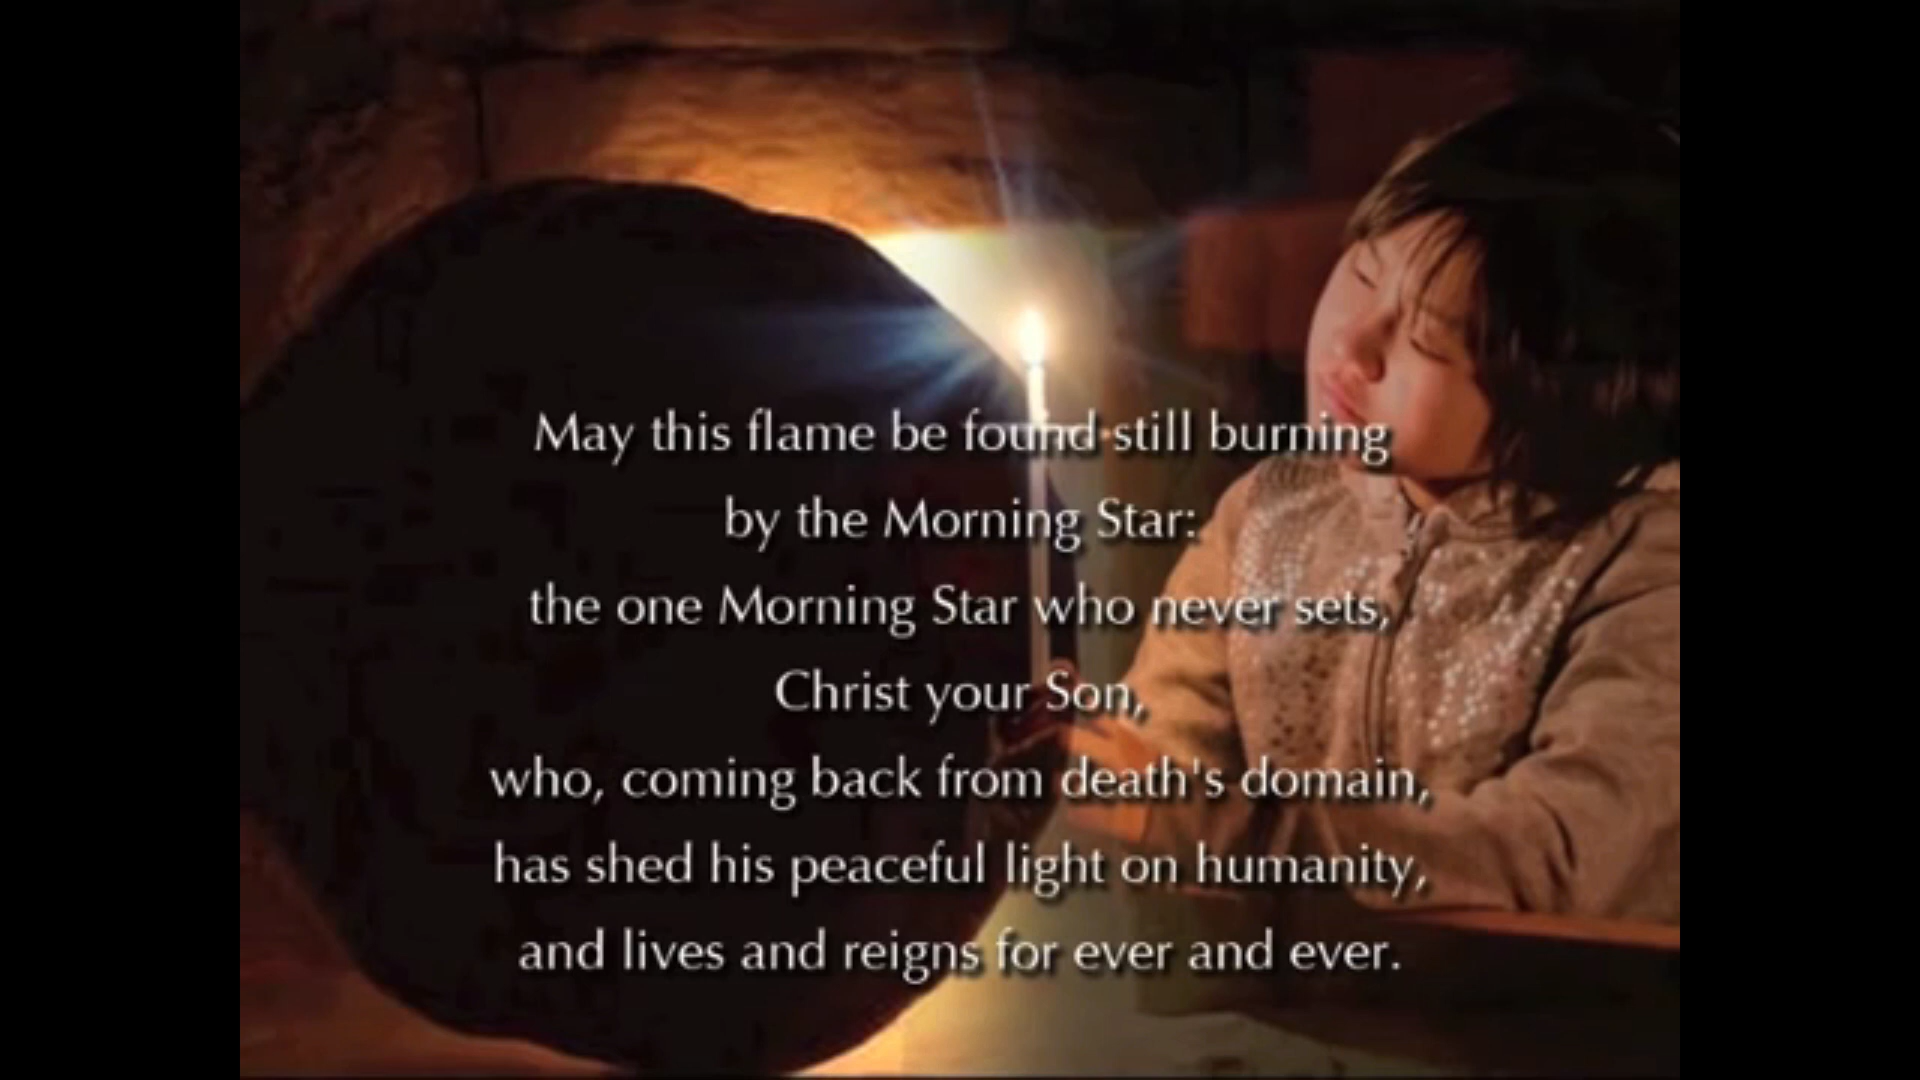 May this flame be found still burning
by the Morning Star:
the one Morning Star who never sets,
Christ your Son,
who, coming back from death's domain,
has shed his peaceful light on humanity,
and lives and reigns for ever and ever.